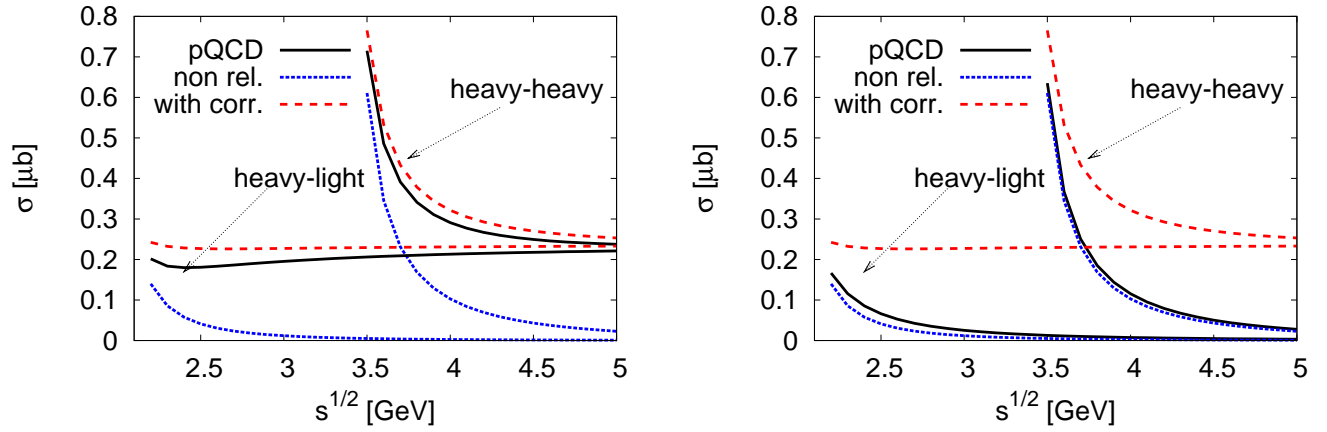 0.8
0.7
0.6
0.5
0.4
0.3
0.2
0.1
0
σ [μb]
pQCD
non rel.
with corr.
heavy-heavy
heavy-light
2.5 3 3.5 4 4.5 5
s^{1/2} [GeV]
0.8
0.7
0.6
0.5
0.4
0.3
0.2
0.1
0
σ [μb]
pQCD
non rel.
with corr.
heavy-heavy
heavy-light
2.5 3 3.5 4 4.5 5
s^{1/2} [GeV]